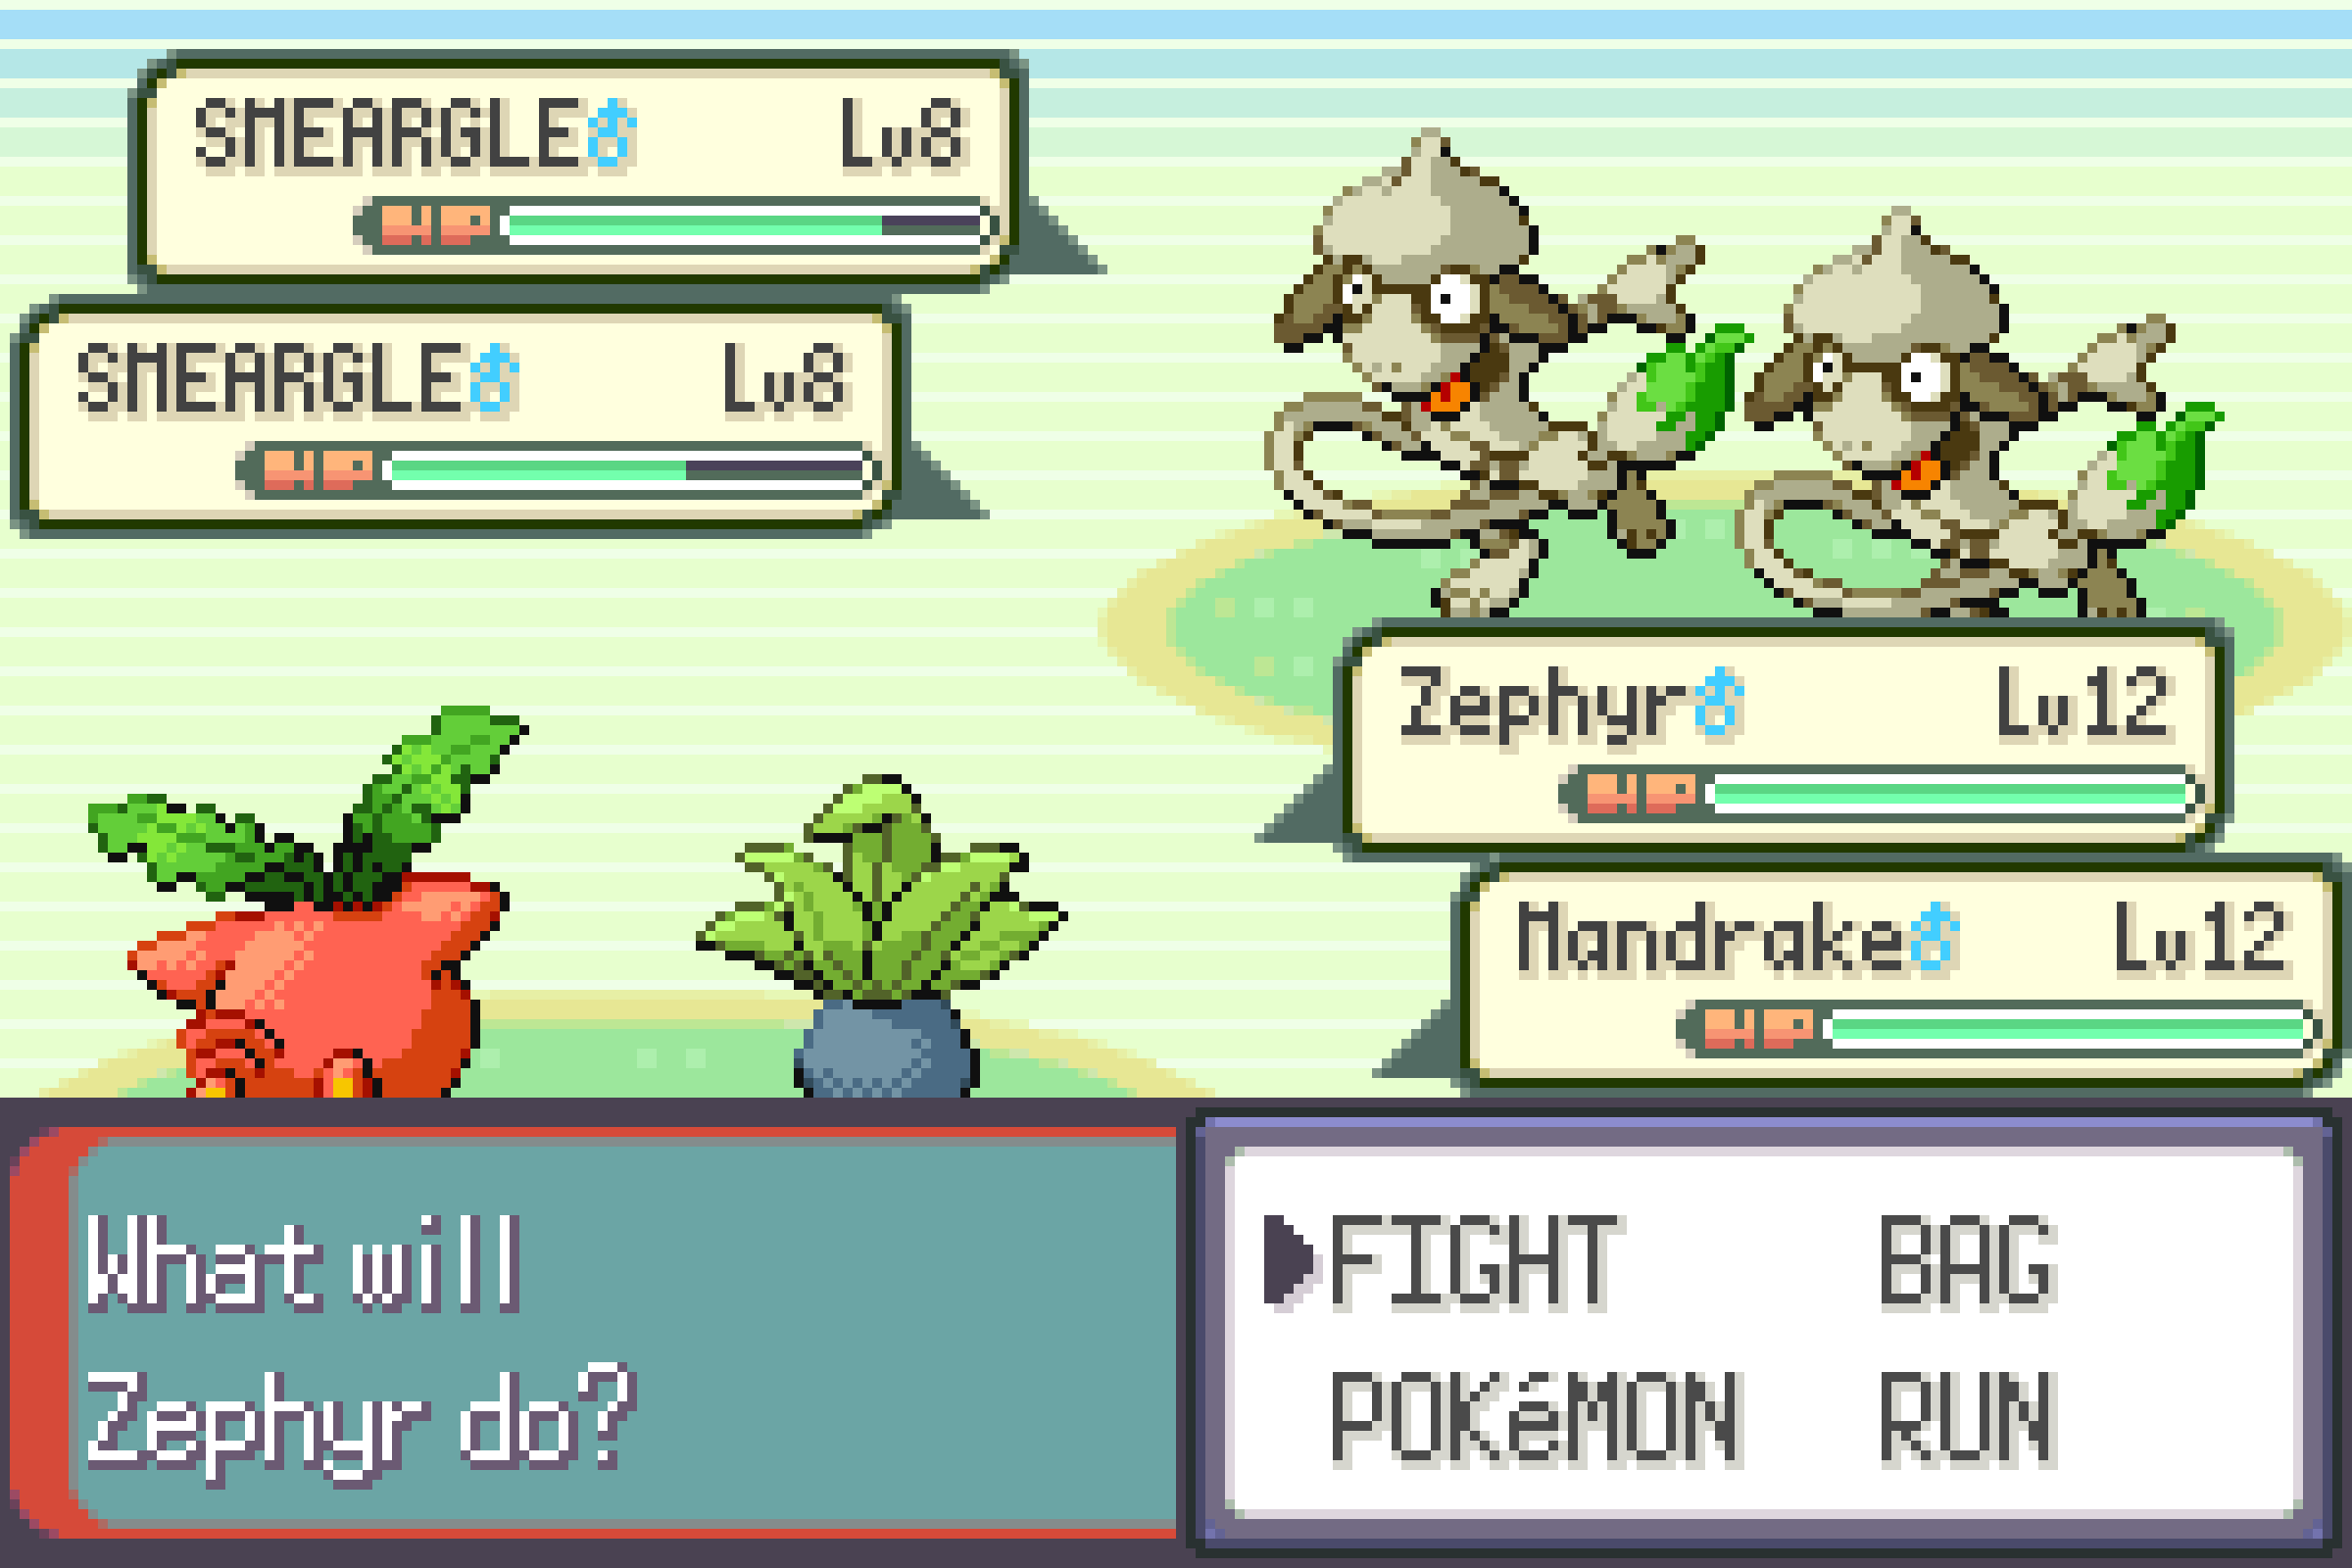 SMEARGLE♂ Lv8
HP
SMEARGLE♂ Lv8
HP
Zephyr♂ Lv12
HP
Mandrake♂ Lv12
HP
What will
Zephyr do?
FIGHT BAG
POKéMON RUN